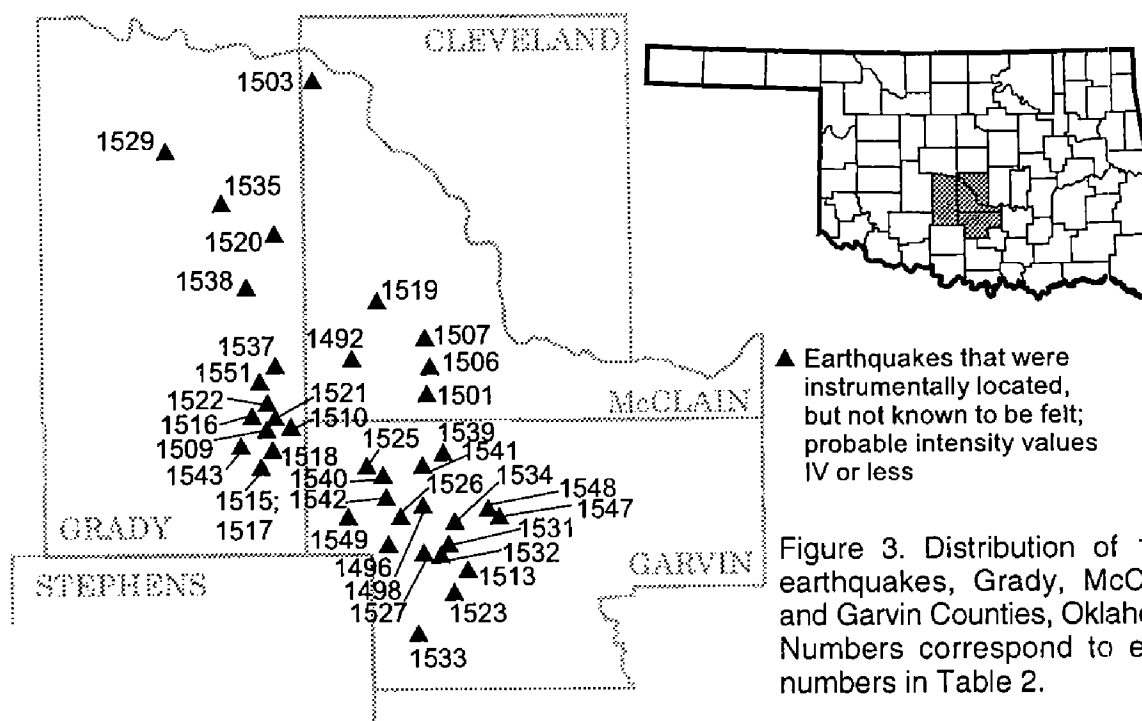 CLEVELAND
1503
1529
1535
1520
1538
1519
1492
1507
1537
1506
1551
1501
1521
1522
McCLAIN
1516
1510
1509
1539
1525
1541
1543
1518
1534
1540
1526
1548
1515; 1542
1547
1517
GRADY
1531
1549
1532
1496
GARVIN
STEPHENS
1498
1513
1527
1523
1533
▲ Earthquakes that were
instrumentally located,
but not known to be felt;
probable intensity values
IV or less
Figure 3. Distribution of
earthquakes, Grady,
and Garvin Counties,
Numbers correspond to
numbers in Table 2.